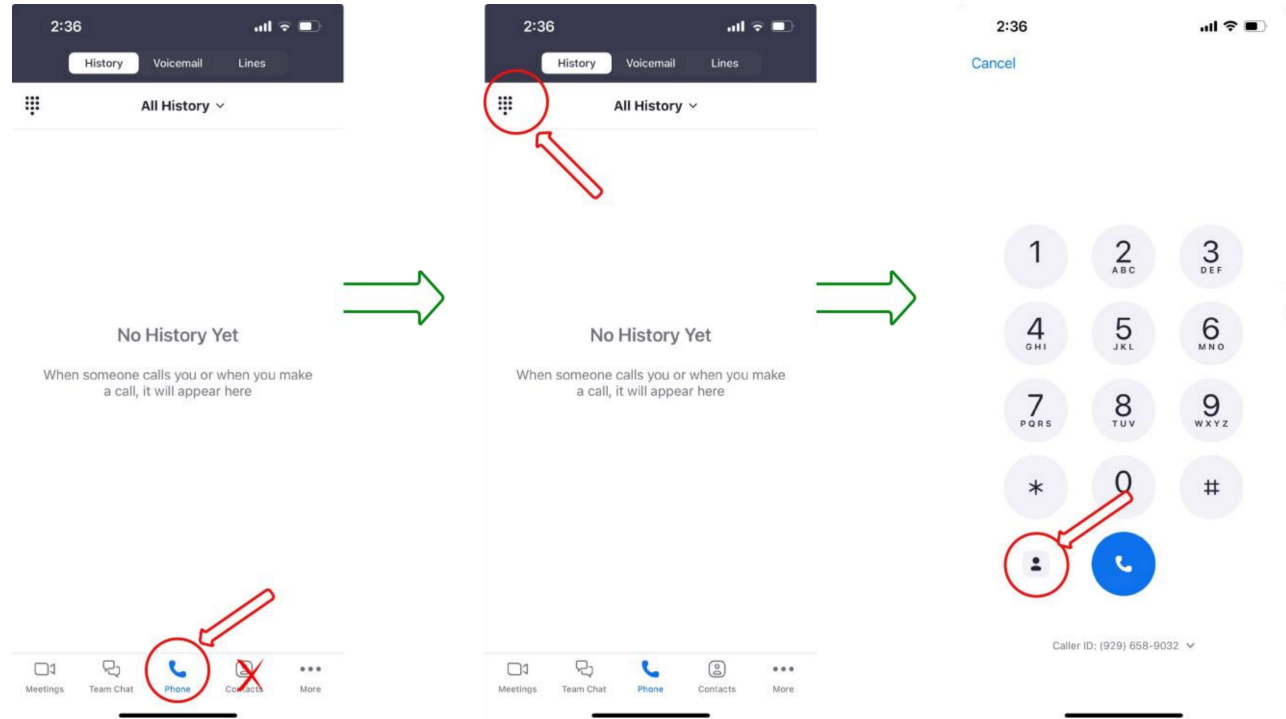 2:36
History Voicemail Lines
All History
No History Yet
When someone calls you or when you make
a call, it will appear here
Meetings Team Chat Phone Contacts More
2:36
History Voicemail Lines
All History
No History Yet
When someone calls you or when you make
a call, it will appear here
Meetings Team Chat Phone Contacts More
2:36
Cancel
1 2 3
ABC DEF
4 5 6
GHI JKL MNO
7 8 9
PQRS TUV WXYZ
* 0 #
Caller ID: (929) 658-9032